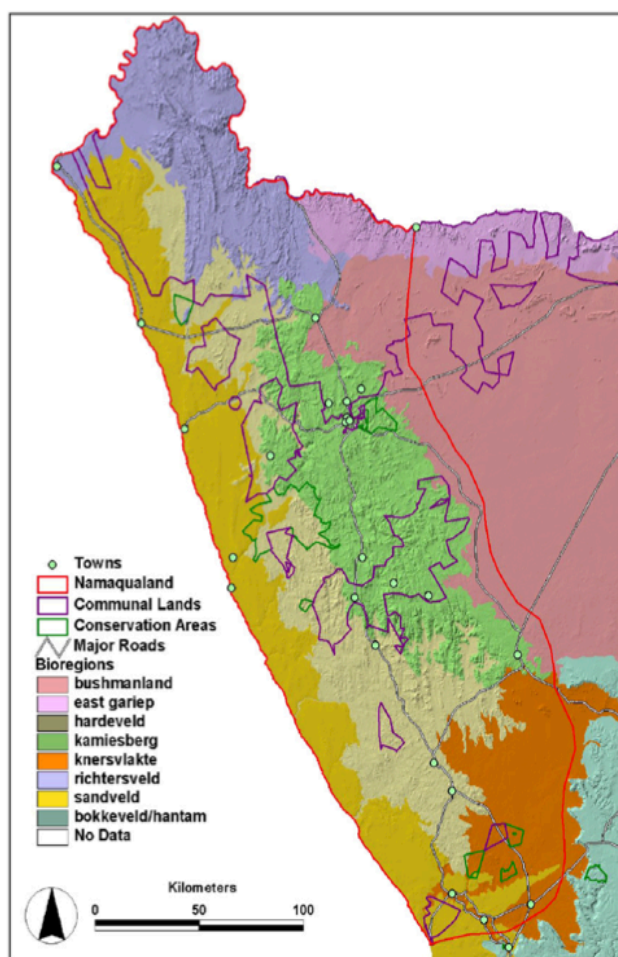 Towns
Namaqualand
Communal Lands
Conservation Areas
Major Roads
Bioregions
bushmanland
east gariep
hardeveld
kamiesberg
knersvlakte
richtersveld
sandveld
bokkeveld/hantam
No Data
Kilometers
0 50 100